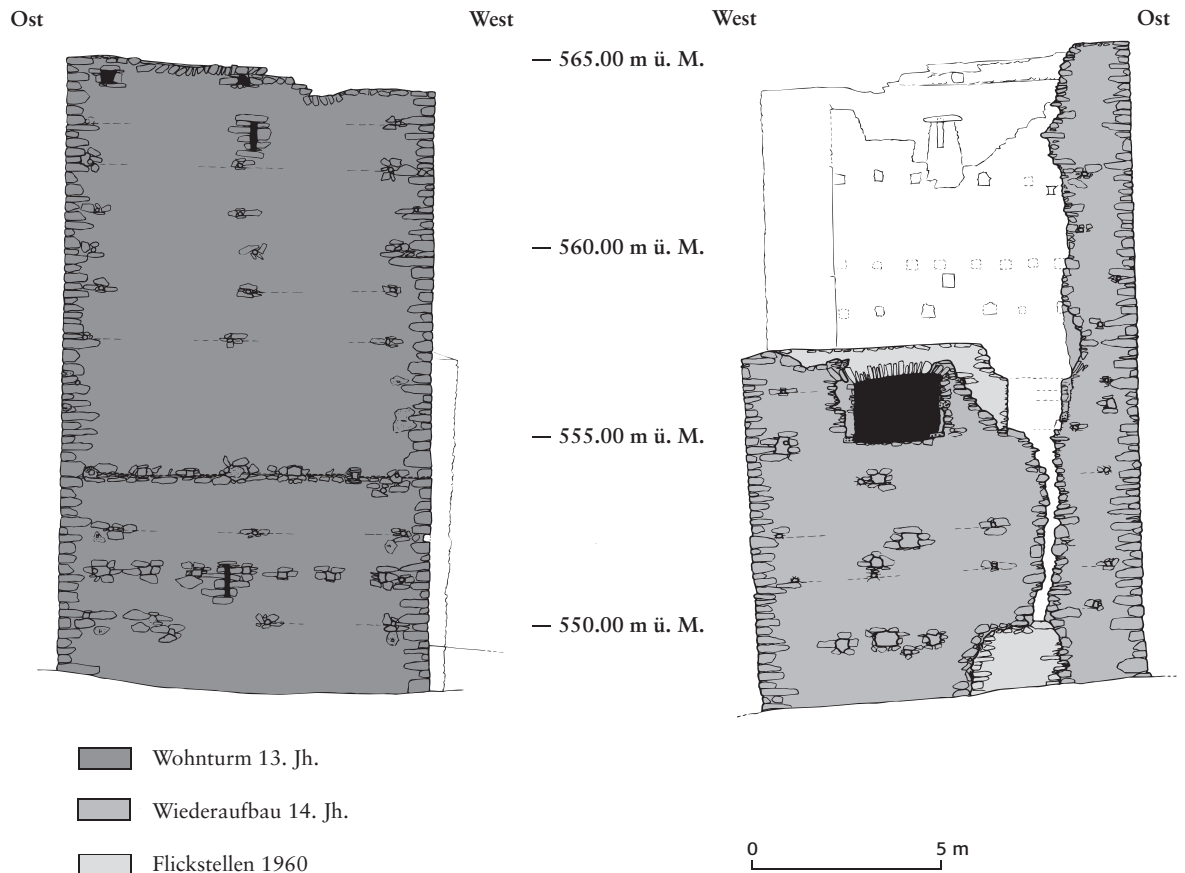 Ost
West
West
Ost
565.00 m ü. M.
560.00 m ü. M.
555.00 m ü. M.
550.00 m ü. M.
Wohnturm 13. Jh.
Wiederaufbau 14. Jh.
Flickstellen 1960
0
5 m